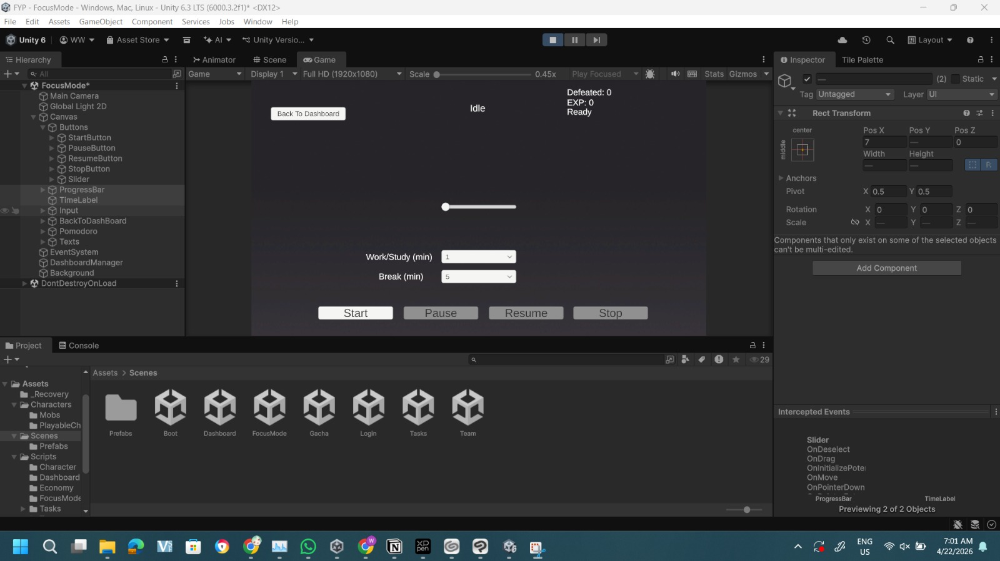 FYP - FocusMode - Windows, Mac, Linux - Unity 6.3 LTS (6000.3.2f1)* <DX12>
File Edit Assets GameObject Component Services Jobs Window Help
Unity 6 WW Asset Store AI Unity Versio... Layout
Hierarchy
All
FocusMode*
Main Camera
Global Light 2D
Canvas
Buttons
StartButton
PauseButton
ResumeButton
StopButton
Slider
ProgressBar
TimeLabel
Input
BackToDashBoard
Pomodoro
Texts
EventSystem
DashboardManager
Background
DontDestroyOnLoad
Animator Scene Game
Game Display 1 Full HD (1920x1080) Scale 0.45x Play Focused Stats Gizmos
Back To Dashboard
Idle
Defeated: 0
EXP: 0
Ready
Work/Study (min) 1
Break (min) 5
Start Pause Resume Stop
Inspector Tile Palette
— (2) Static
Tag Untagged Layer UI
Rect Transform
center
middle
Pos X Pos Y Pos Z
7 — 0
Width Height
— —
R
Anchors
Pivot X 0.5 Y 0.5
Rotation X 0 Y 0 Z 0
Scale X — Y — Z —
Components that only exist on some of the selected objects
can't be multi-edited.
Add Component
Intercepted Events
Slider
OnDeselect
OnDrag
OnInitializePote
OnMove
OnPointerDown
ProgressBar TimeLabel
Previewing 2 of 2 Objects
Project Console
29
Assets
_Recovery
Characters
Mobs
PlayableCh
Scenes
Prefabs
Scripts
Character
Dashboard
Economy
FocusMode
Tasks
Assets > Scenes
Prefabs Boot Dashboard FocusMode Gacha Login Tasks Team
W
XP
PEN
ENG
US
7:01 AM
4/22/2026